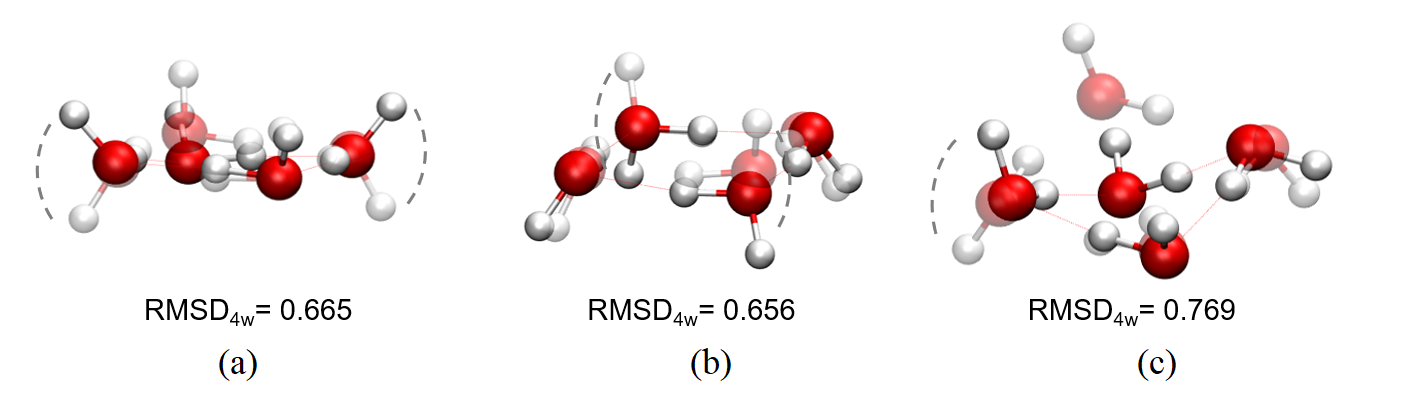 RMSD4w= 0.665
RMSD4w= 0.656
RMSD4w= 0.769
(a)
(b)
(c)